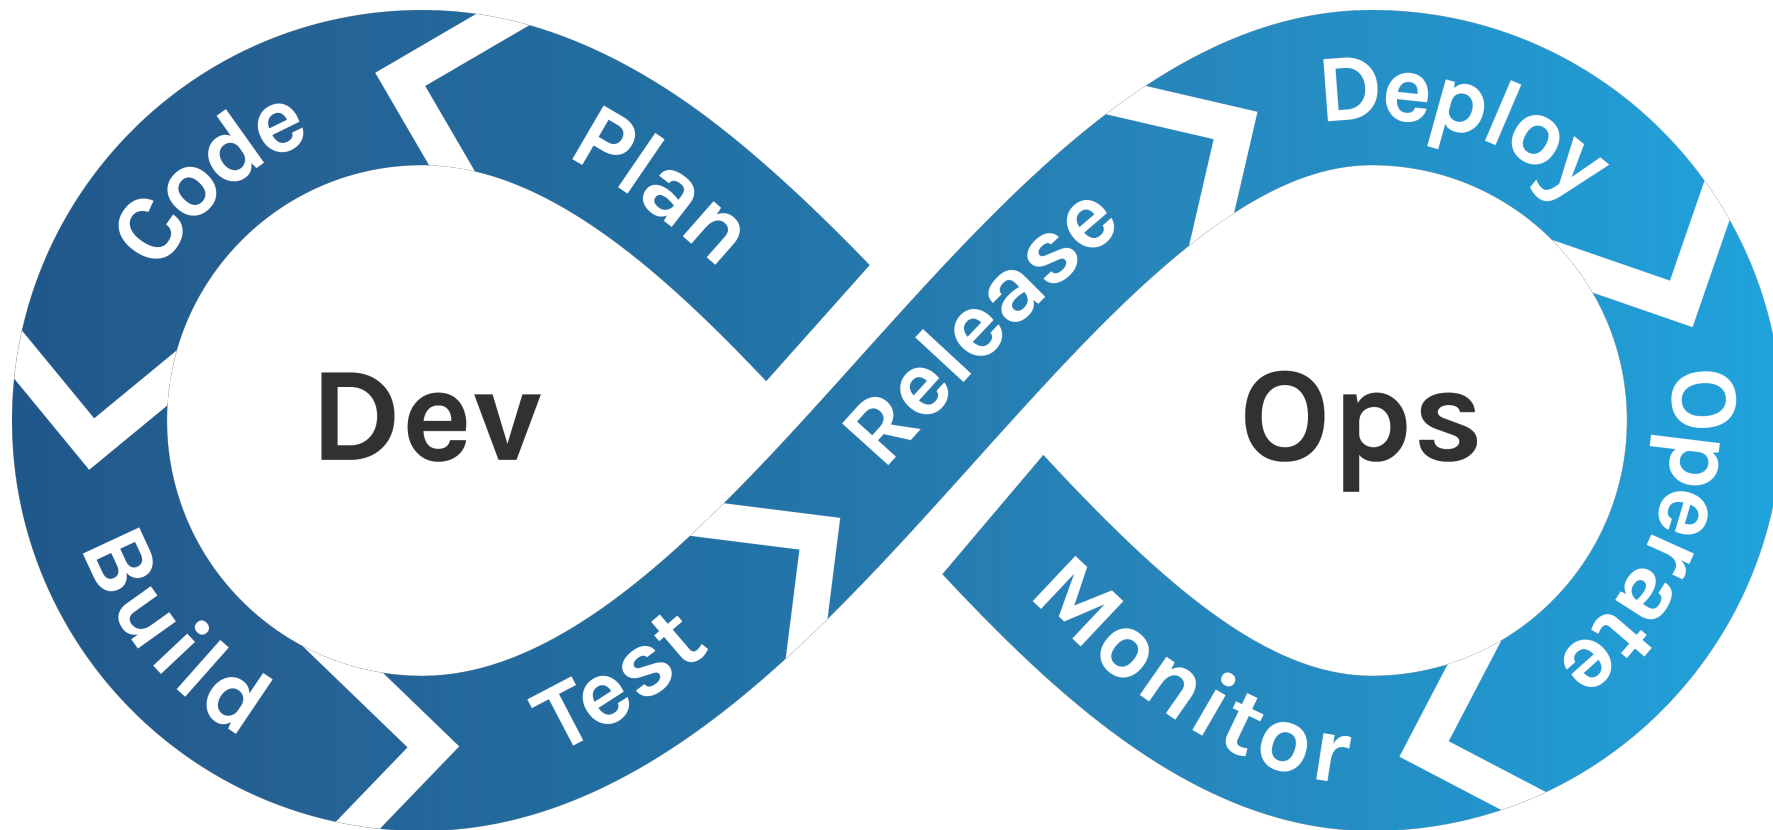 Plan
Code
Build
Test
Release
Deploy
Operate
Monitor
Dev
Ops